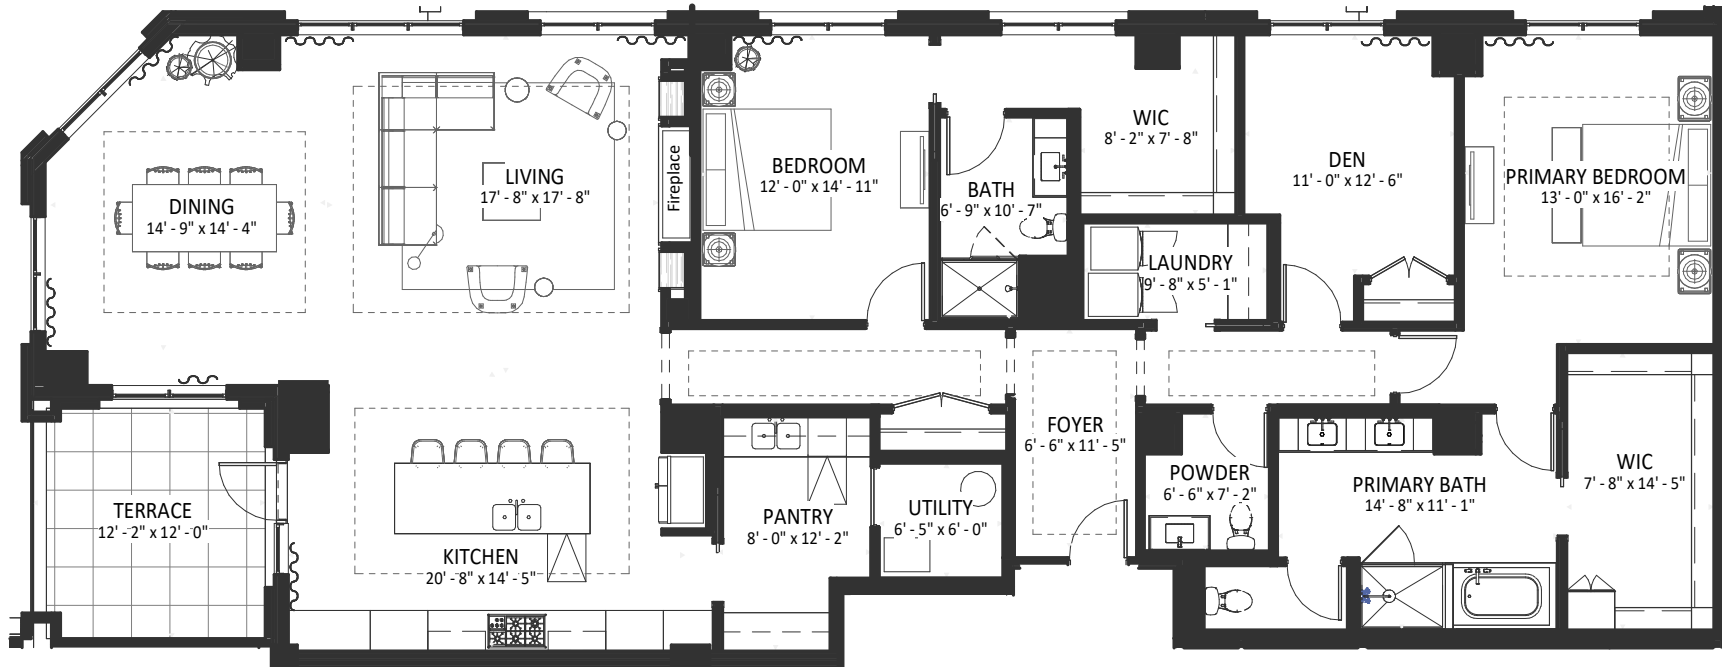 WIC
8' - 2" x 7' - 8"
BEDROOM
12' - 0" x 14' - 11"
DEN
11' - 0" x 12' - 6"
LIVING
17' - 8" x 17' - 8"
Fireplace
PRIMARY BEDROOM
13' - 0" x 16' - 2"
BATH
6' - 9" x 10' - 7"
DINING
14' - 9" x 14' - 4"
LAUNDRY
9' - 8" x 5' - 1"
FOYER
6' - 6" x 11' - 5"
WIC
7' - 8" x 14' - 5"
POWDER
6' - 6" x 7' - 2"
PRIMARY BATH
14' - 8" x 11' - 1"
TERRACE
12' - 2" x 12' - 0"
PANTRY
8' - 0" x 12' - 2"
UTILITY
6' - 5" x 6' - 0"
KITCHEN
20' - 8" x 14' - 5"